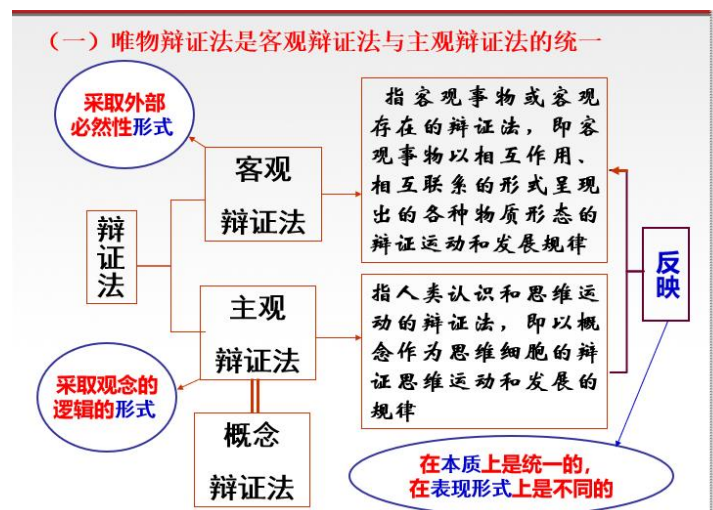 （一）唯物辩证法是客观辩证法与主观辩证法的统一
采取外部
必然性形式
客观
辩证法
指客观事物或客观
存在的辩证法，即客
观事物以相互作用、
相互联系的形式呈现
出的各种物质形态的
辩证运动和发展规律
辩
证
法
反
映
主观
辩证法
指人类认识和思维运
动的辩证法，即以概
念作为思维细胞的辩
证思维运动和发展的
规律
采取观念的
逻辑的形式
概念
辩证法
在本质上是统一的，
在表现形式上是不同的